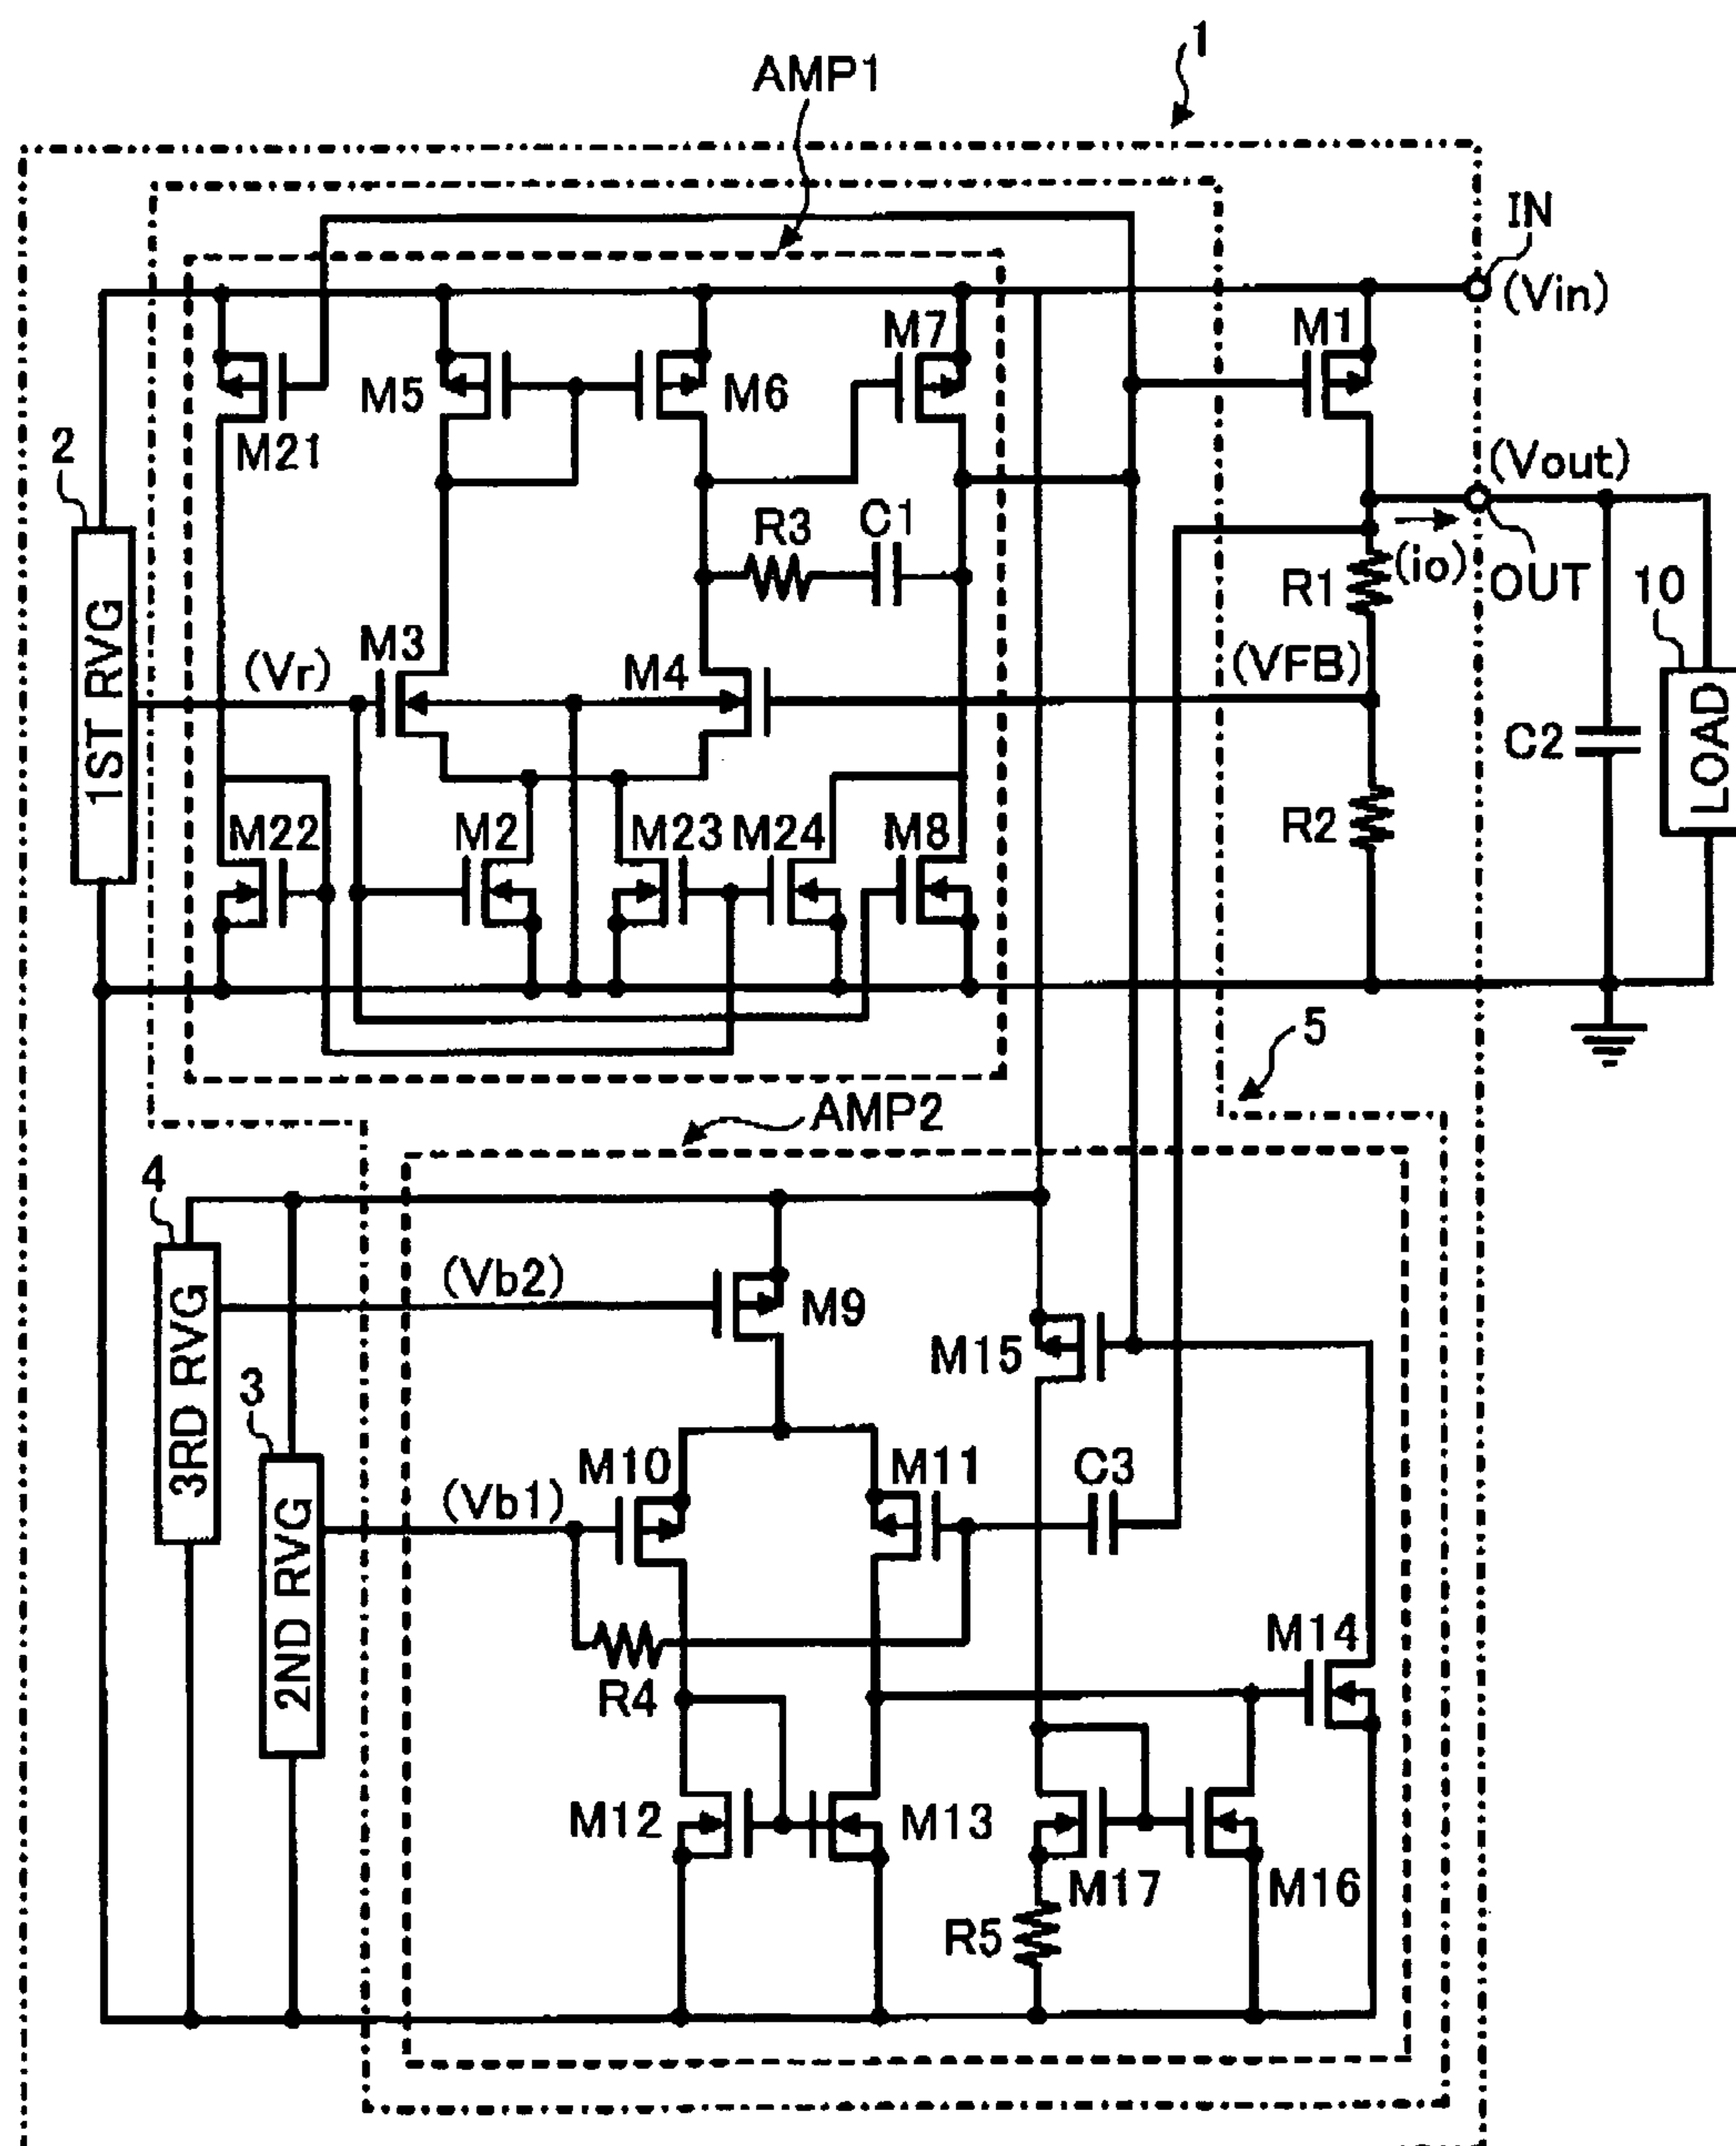 1
AMP1
IN
(Vin)
M7
M1
M5
M6
M21
2
(Vout)
R3
C1
(io)
R1
OUT
10
1ST RVG
(Vr)
M3
M4
(VFB)
C2
LOAD
M22
M2
M23
M24
M8
R2
5
AMP2
4
(Vb2)
M9
M15
3RD RVG
3
M10
M11
C3
(Vb1)
2ND RVG
M14
R4
M12
M13
M17
M16
R5